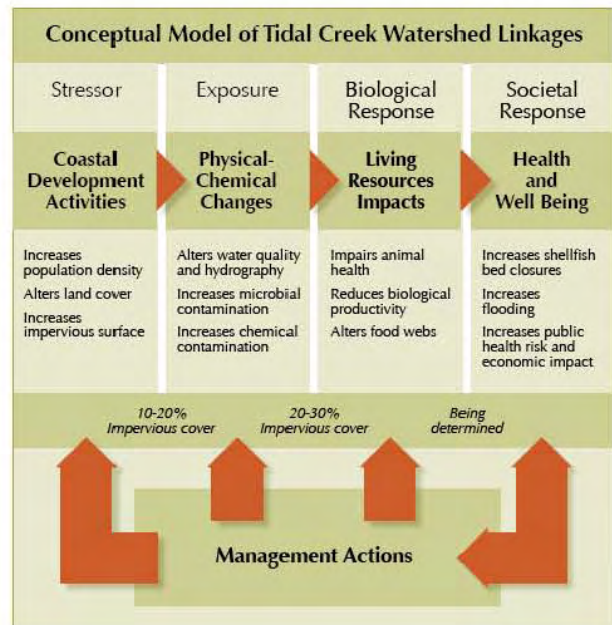 Conceptual Model of Tidal Creek Watershed Linkages
Stressor
Exposure
Biological
Response
Societal
Response
Coastal
Development
Activities
Physical-
Chemical
Changes
Living
Resources
Impacts
Health
and
Well Being
Increases
population density
Alters land cover
Increases
impervious surface
Alters water quality
and hydrography
Increases microbial
contamination
Increases chemical
contamination
Impairs animal
health
Reduces biological
productivity
Alters food webs
Increases shellfish
bed closures
Increases
flooding
Increases public
health risk and
economic impact
10-20%
Impervious cover
20-30%
Impervious cover
Being
determined
Management Actions